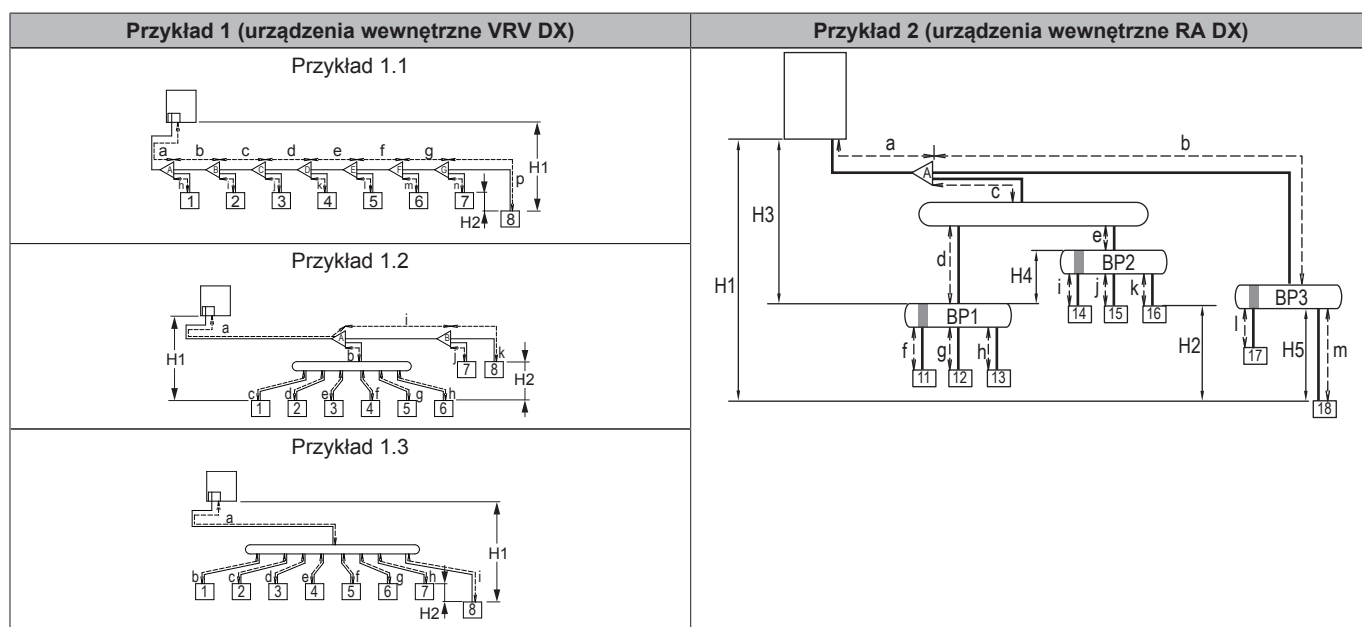 Przykład 1 (urządzenia wewnętrzne VRV DX)
Przykład 2 (urządzenia wewnętrzne RA DX)
Przykład 1.1
a b c d e f g
A B C D E F G
h i j k l m n p
1 2 3 4 5 6 7 8
H1
H2
Przykład 1.2
a i
A B
b j k
7 8
H1
H2
c d e f g h
1 2 3 4 5 6
Przykład 1.3
a
H1
b c d e f g h i
1 2 3 4 5 6 7 8
H2
a b
A
c
H3
H1
d e
H4
BP2
BP3
i j k
BP1
14 15 16
l
H5
m
H2
f g h
17
11 12 13
18